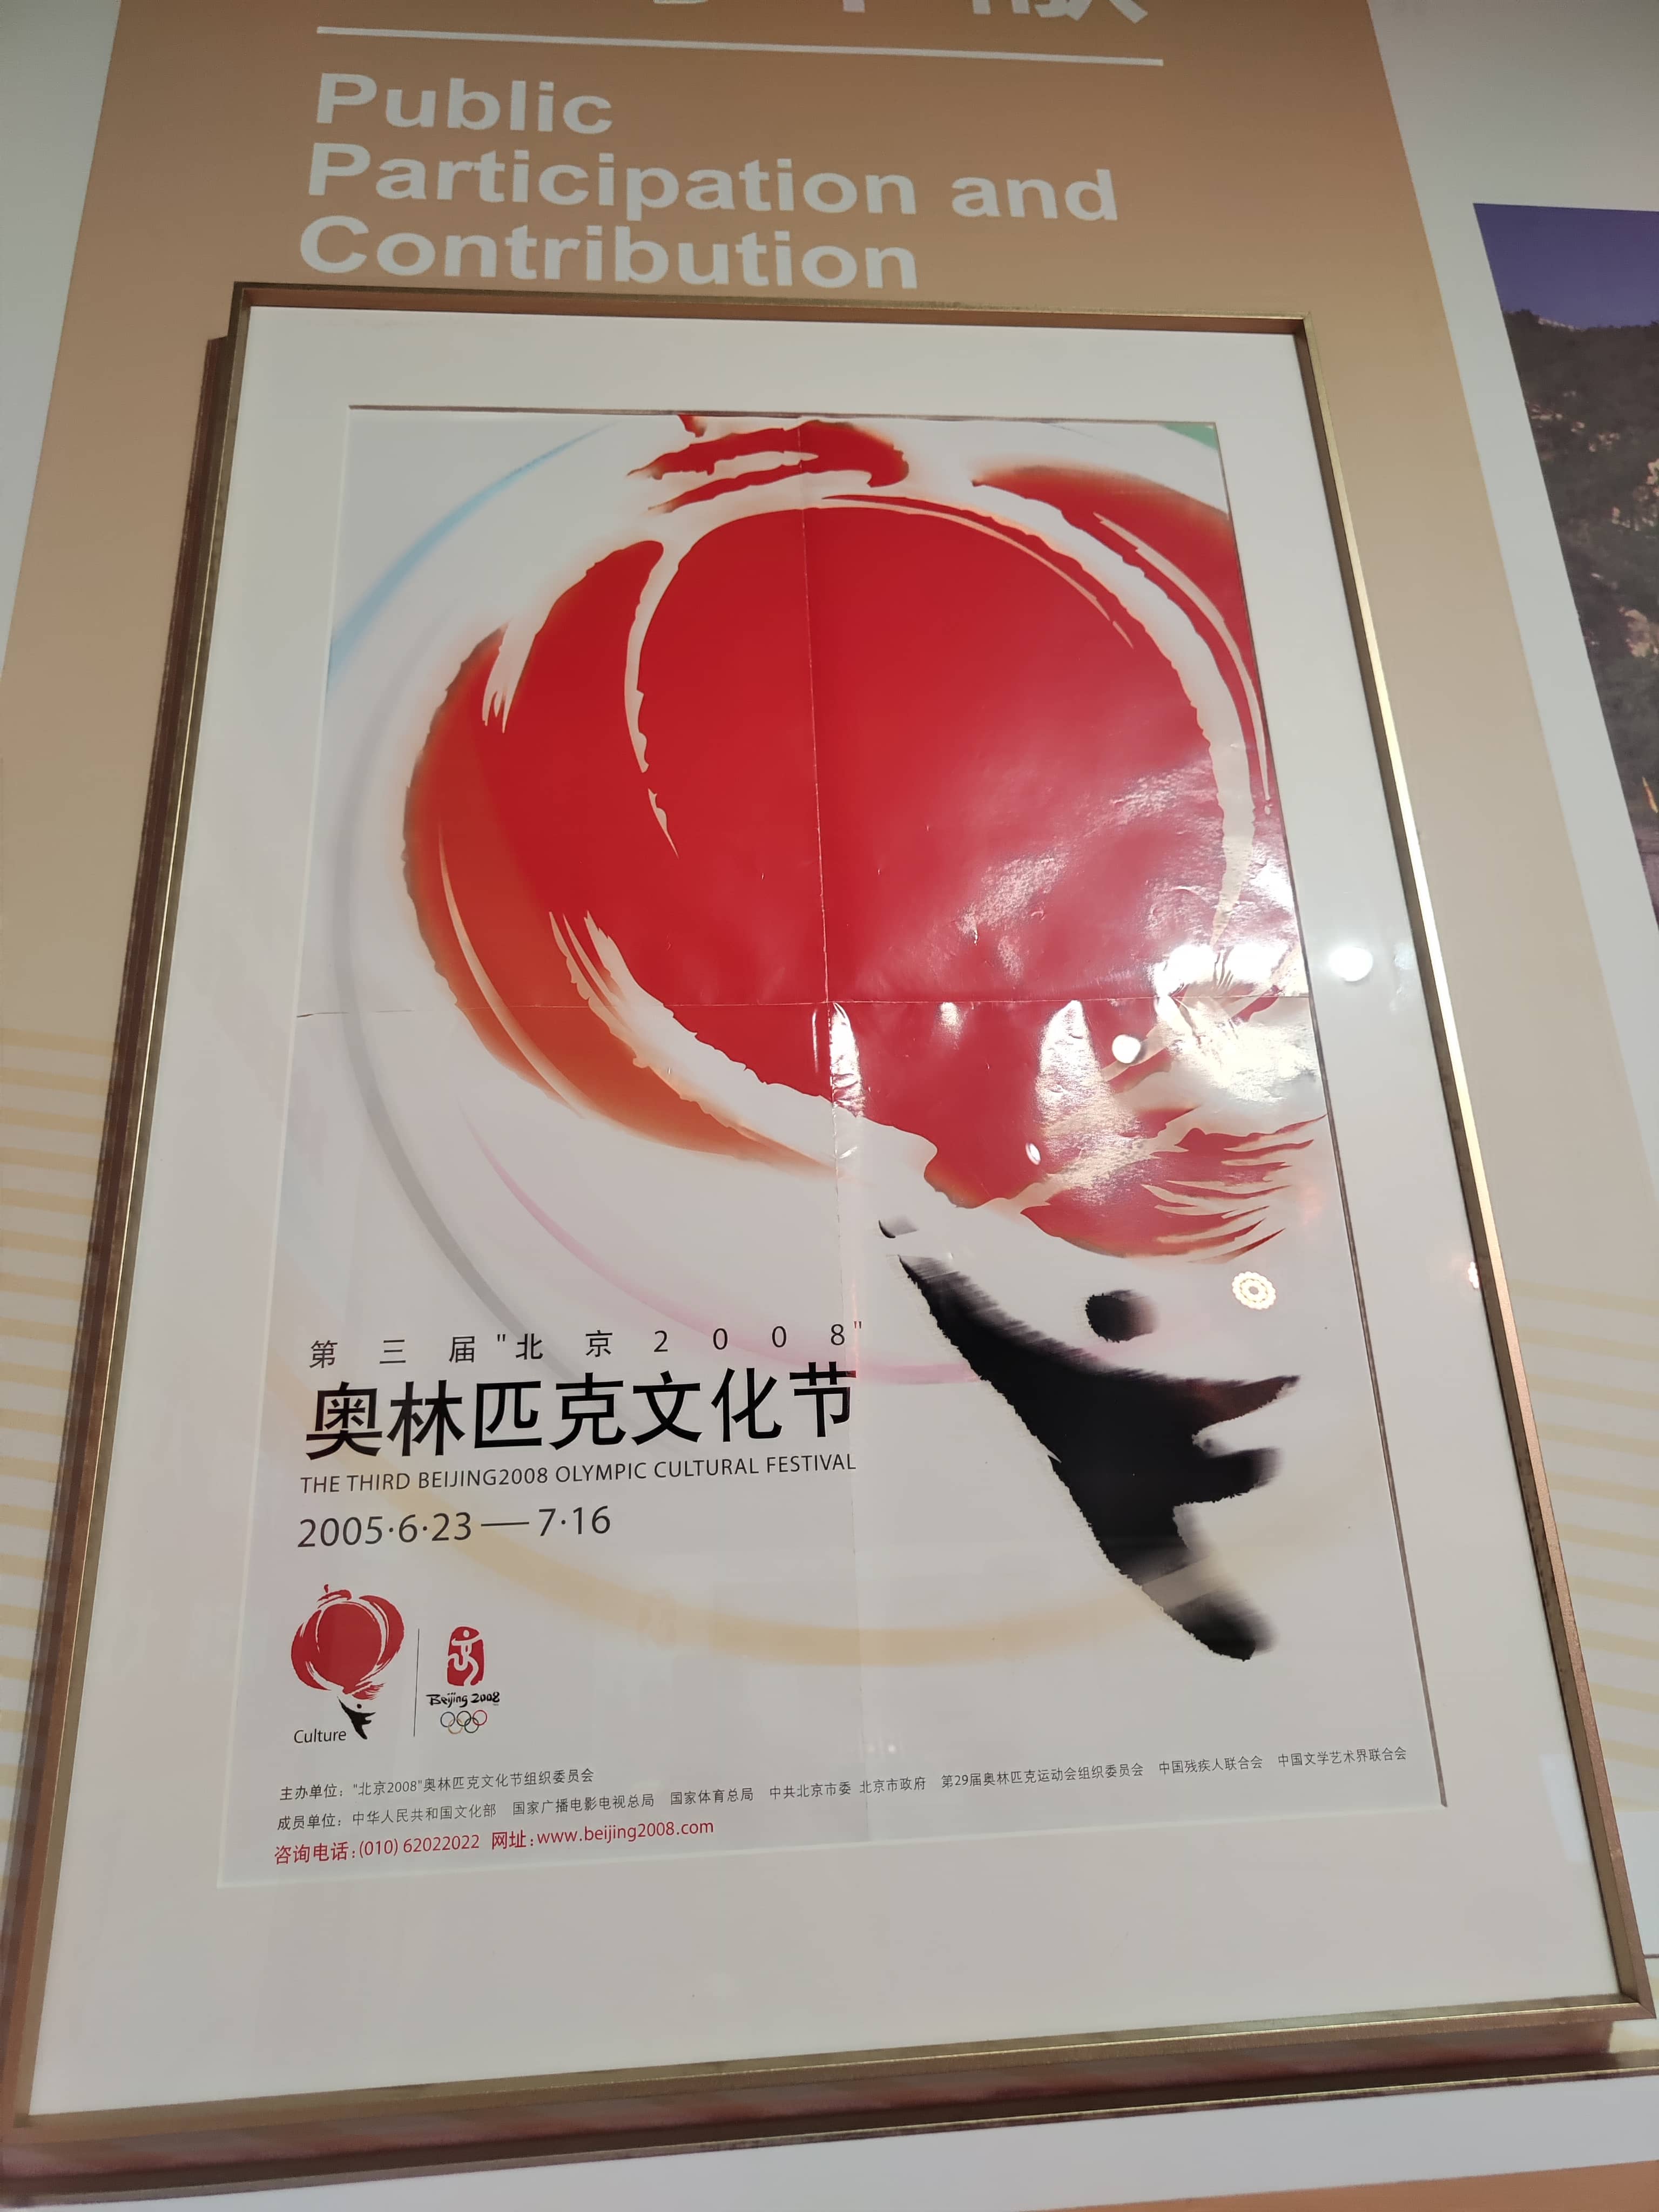 Public
Participation and
Contribution
第三届"北京2008"
奥林匹克文化节
THE THIRD BEIJING2008 OLYMPIC CULTURAL FESTIVAL
2005·6·23—7·16
Culture
Beijing 2008
主办单位："北京2008"奥林匹克文化节组织委员会
成员单位：中华人民共和国文化部 国家广播电影电视总局 国家体育总局 中共北京市委 北京市政府 第29届奥林匹克运动会组织委员会 中国残疾人联合会 中国文学艺术界联合会
咨询电话：(010) 62022022 网址：www.beijing2008.com